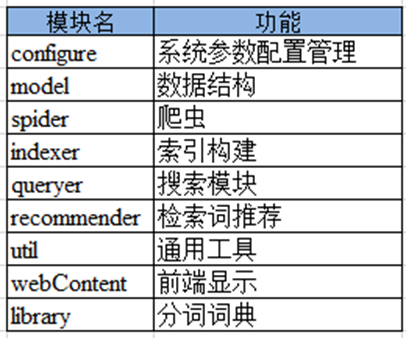 模块名 功能
configure 系统参数配置管理
model 数据结构
spider 爬虫
indexer 索引构建
queryer 搜索模块
recommender 检索词推荐
util 通用工具
webContent 前端显示
library 分词词典